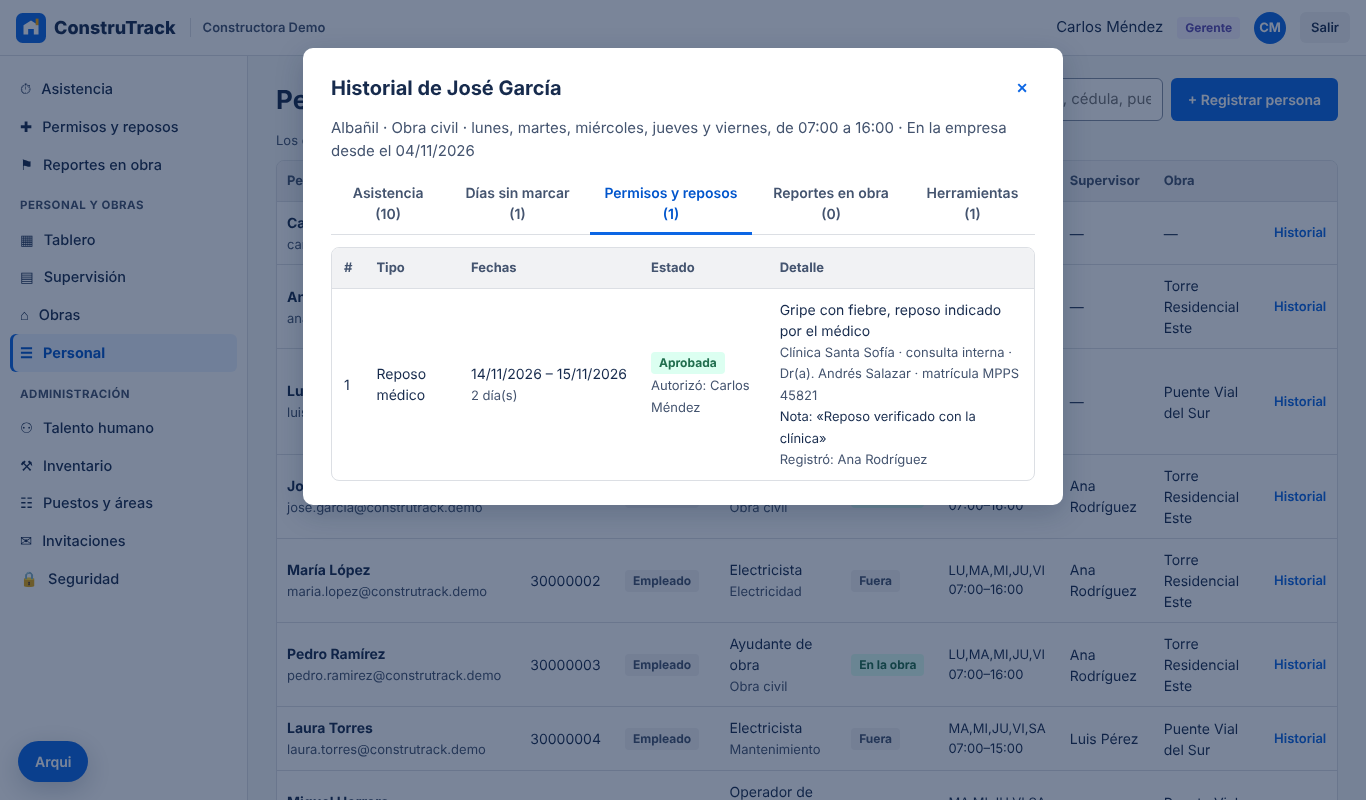 ConstruTrack
Constructora Demo
Carlos Méndez
Gerente
CM
Salir
Asistencia
Permisos y reposos
Reportes en obra
PERSONAL Y OBRAS
Tablero
Supervisión
Obras
Personal
ADMINISTRACIÓN
Talento humano
Inventario
Puestos y áreas
Invitaciones
Seguridad
Arqui
+ Registrar persona
Historial de José García
×
Albañil · Obra civil · lunes, martes, miércoles, jueves y viernes, de 07:00 a 16:00 · En la empresa
desde el 04/11/2026
Asistencia
(10)
Días sin marcar
(1)
Permisos y reposos
(1)
Reportes en obra
(0)
Herramientas
(1)
# Tipo Fechas Estado Detalle
1
Reposo
médico
14/11/2026 – 15/11/2026
2 día(s)
Aprobada
Autorizó: Carlos
Méndez
Gripe con fiebre, reposo indicado
por el médico
Clínica Santa Sofía · consulta interna ·
Dr(a). Andrés Salazar · matrícula MPPS
45821
Nota: «Reposo verificado con la
clínica»
Registró: Ana Rodríguez
Supervisor Obra
— — Historial
— Torre
Residencial
Este
Historial
— Puente Vial
del Sur
Historial
jose.garcia@construtrack.demo
Obra civil
07:00–16:00
Ana
Rodríguez
Torre
Residencial
Este
Historial
María López
maria.lopez@construtrack.demo
30000002
Empleado
Electricista
Electricidad
Fuera
LU,MA,MI,JU,VI
07:00–16:00
Ana
Rodríguez
Torre
Residencial
Este
Historial
Pedro Ramírez
pedro.ramirez@construtrack.demo
30000003
Empleado
Ayudante de
obra
Obra civil
En la obra
LU,MA,MI,JU,VI
07:00–16:00
Ana
Rodríguez
Torre
Residencial
Este
Historial
Laura Torres
laura.torres@construtrack.demo
30000004
Empleado
Electricista
Mantenimiento
Fuera
MA,MI,JU,VI,SA
07:00–15:00
Luis Pérez
Puente Vial
del Sur
Historial
Operador de